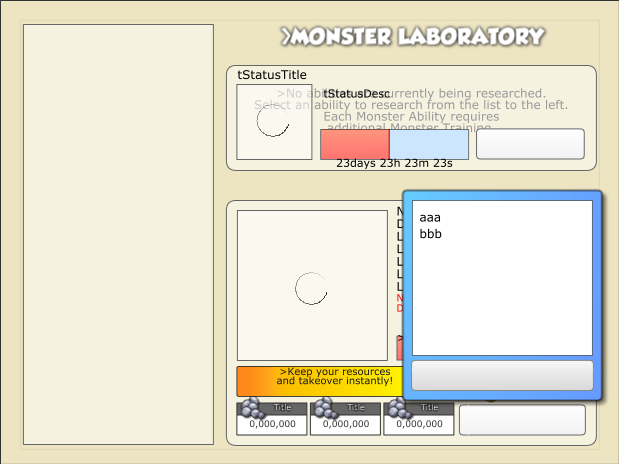 >MONSTER LABORATORY
tStatusTitle
tStatusDesc
>No abilities are currently being researched.
Select an ability to research from the list to the left.
Each Monster Ability requires
additional Monster Training
23days 23h 23m 23s
aaa
bbb
N
D
L
L
L
L
L
N
D
>
>Keep your resources
and takeover instantly!
Title Title Title
0,000,000 0,000,000 0,000,000